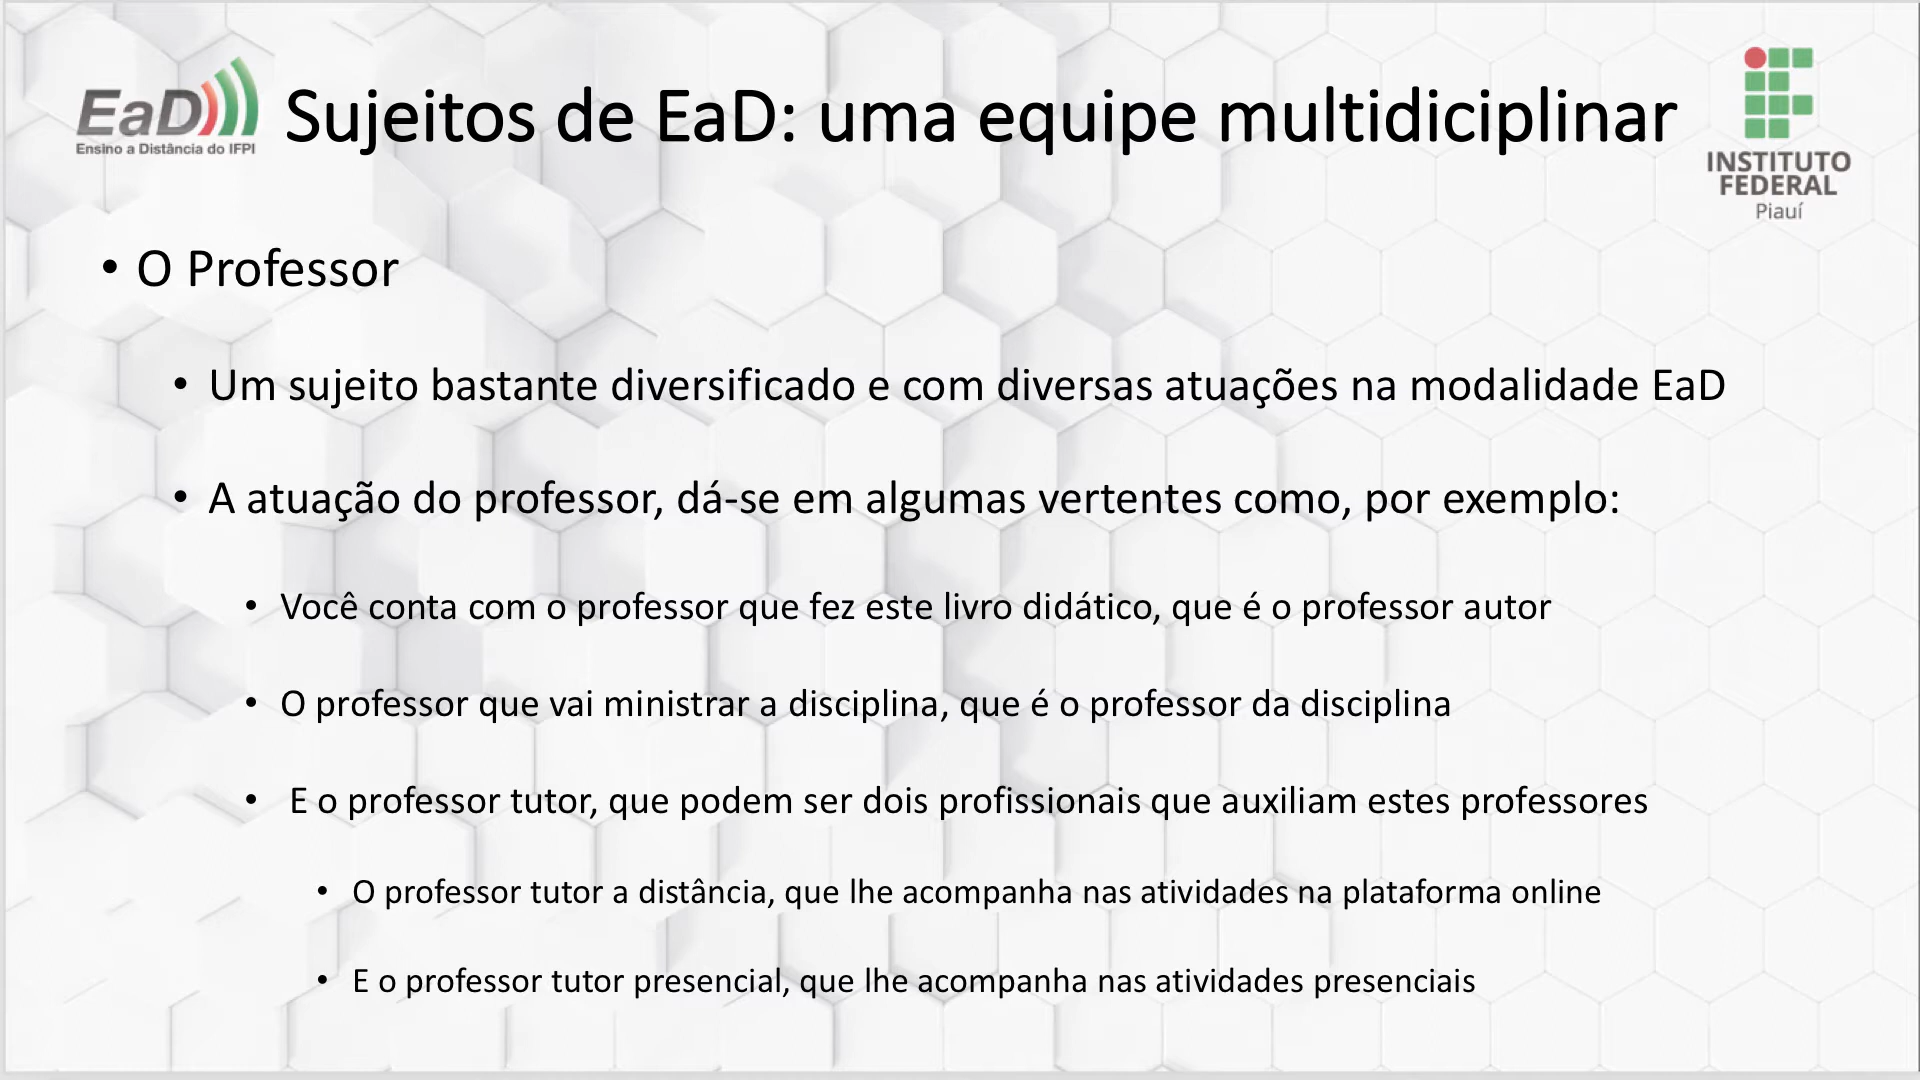 EaD
Ensino a Distância do IFPI
Sujeitos de EaD: uma equipe multidiciplinar
INSTITUTO
FEDERAL
Piauí
• O Professor
• Um sujeito bastante diversificado e com diversas atuações na modalidade EaD
• A atuação do professor, dá-se em algumas vertentes como, por exemplo:
• Você conta com o professor que fez este livro didático, que é o professor autor
• O professor que vai ministrar a disciplina, que é o professor da disciplina
• E o professor tutor, que podem ser dois profissionais que auxiliam estes professores
• O professor tutor a distância, que lhe acompanha nas atividades na plataforma online
• E o professor tutor presencial, que lhe acompanha nas atividades presenciais